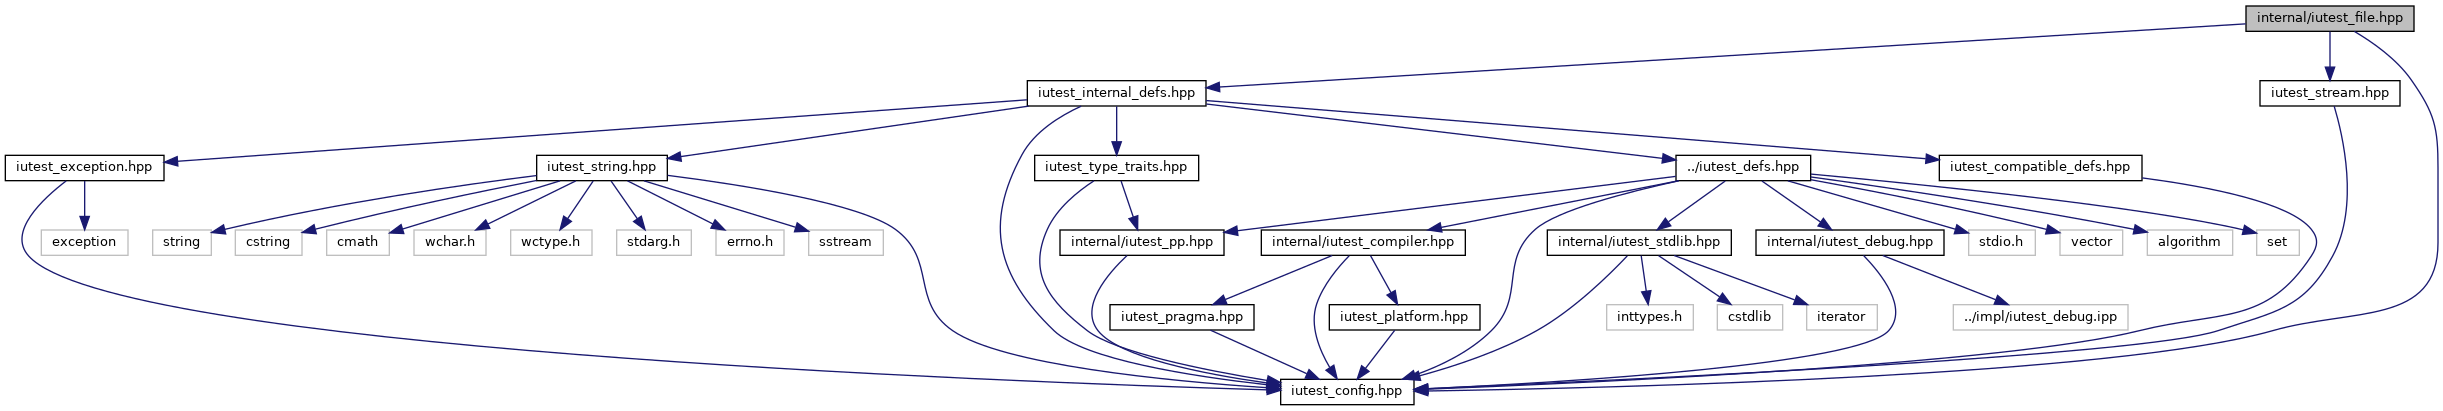 internal/iutest_file.hpp
iutest_internal_defs.hpp
iutest_stream.hpp
iutest_exception.hpp
iutest_string.hpp
iutest_type_traits.hpp
../iutest_defs.hpp
iutest_compatible_defs.hpp
exception
string
cstring
cmath
wchar.h
wctype.h
stdarg.h
errno.h
sstream
internal/iutest_pp.hpp
internal/iutest_compiler.hpp
internal/iutest_stdlib.hpp
internal/iutest_debug.hpp
stdio.h
vector
algorithm
set
iutest_pragma.hpp
iutest_platform.hpp
inttypes.h
cstdlib
iterator
../impl/iutest_debug.ipp
iutest_config.hpp